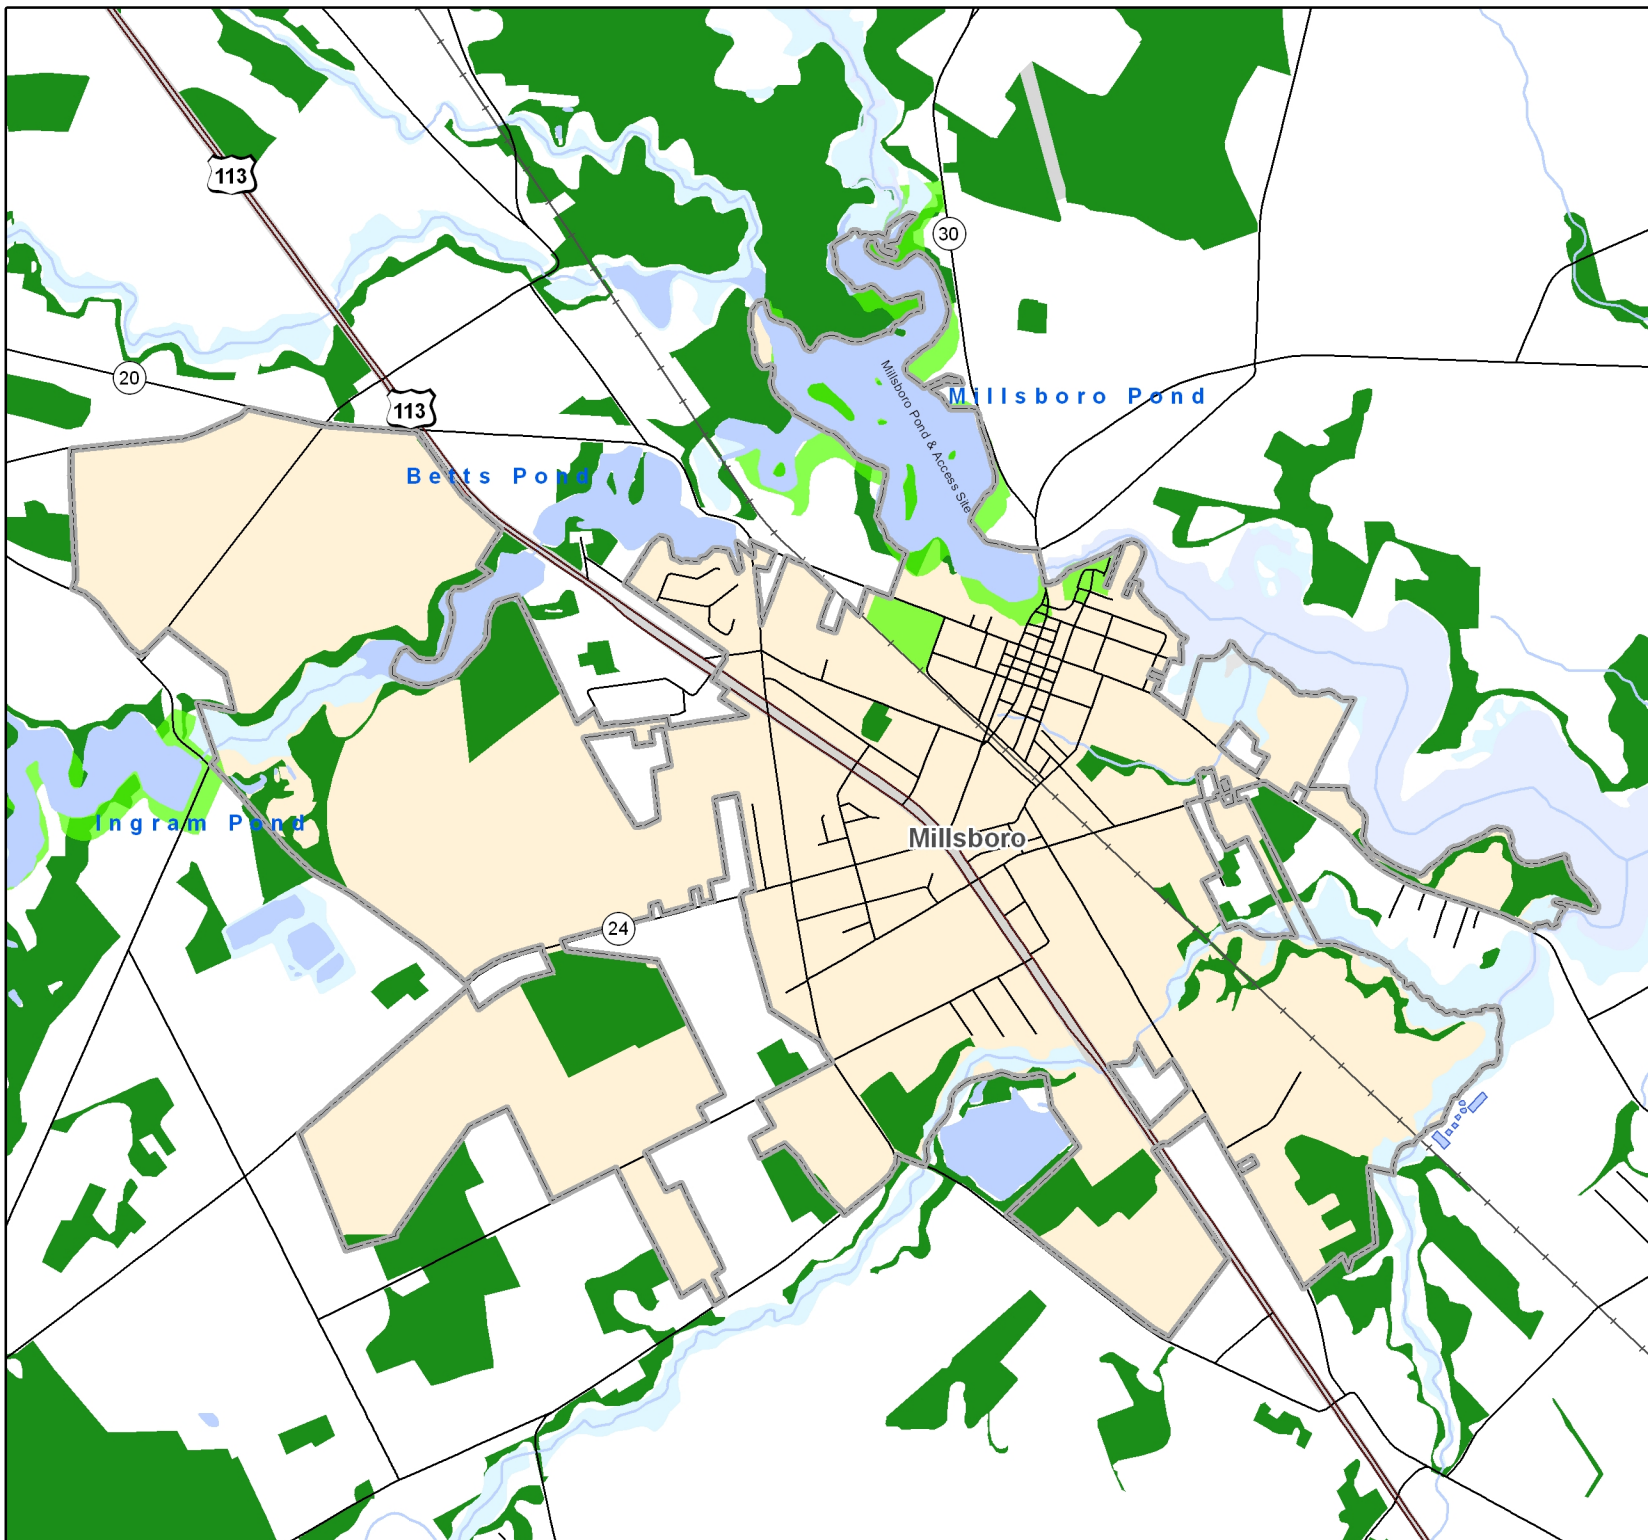 113
30
20
113
Millsboro Pond
Millsboro Pond & Access Site
Betts Pond
Ingram Pond
Millsboro
24